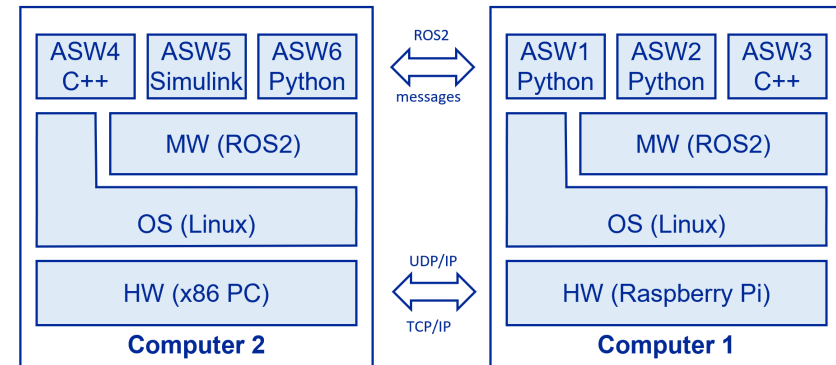 ASW4
C++
ASW5
Simulink
ASW6
Python
MW (ROS2)
OS (Linux)
HW (x86 PC)
Computer 2
ROS2
messages
UDP/IP
TCP/IP
ASW1
Python
ASW2
Python
ASW3
C++
MW (ROS2)
OS (Linux)
HW (Raspberry Pi)
Computer 1